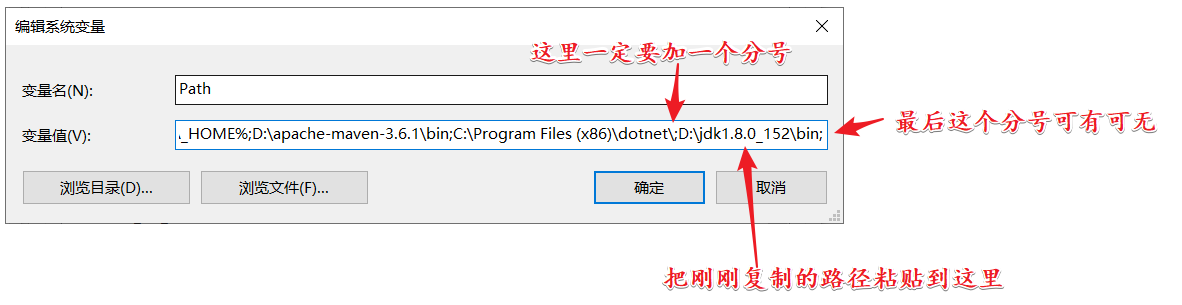 编辑系统变量
这里一定要加一个分号
变量名(N):
Path
变量值(V):
_HOME%;D:\apache-maven-3.6.1\bin;C:\Program Files (x86)\dotnet\;D:\jdk1.8.0_152\bin;
最后这个分号可有可无
浏览目录(D)...
浏览文件(F)...
确定
取消
把刚刚复制的路径粘贴到这里